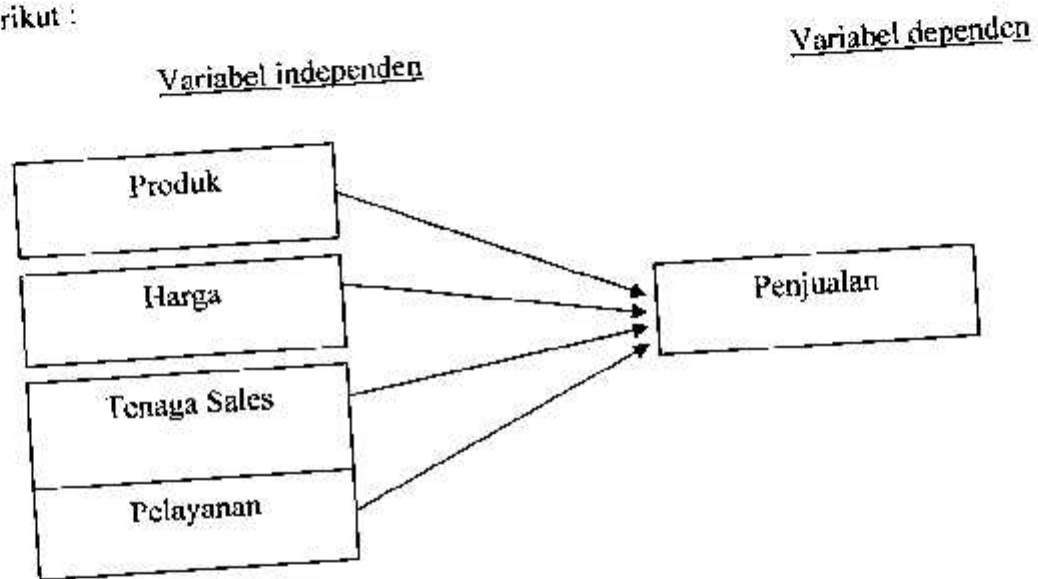 rikut :
Variabel independen
Variabel dependen
Produk
Harga
Tenaga Sales
Pelayanan
Penjualan